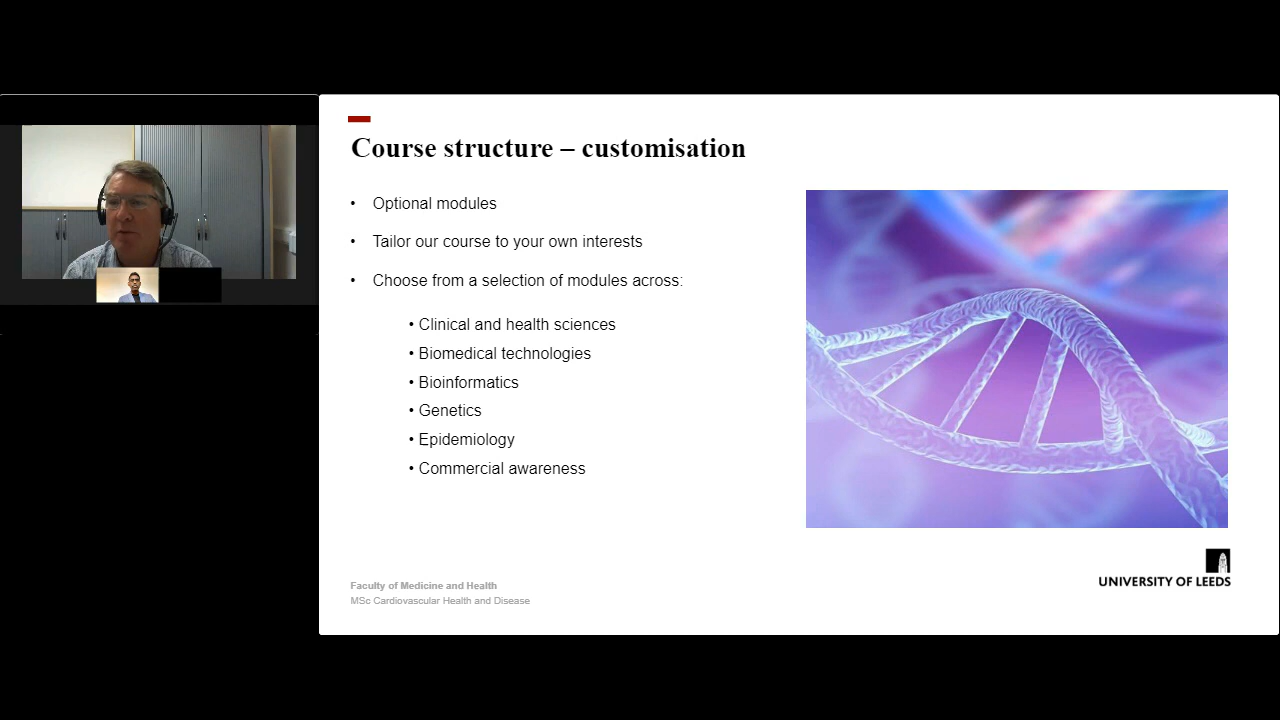 Course structure – customisation
• Optional modules
• Tailor our course to your own interests
• Choose from a selection of modules across:
• Clinical and health sciences
• Biomedical technologies
• Bioinformatics
• Genetics
• Epidemiology
• Commercial awareness
Faculty of Medicine and Health
MSc Cardiovascular Health and Disease
UNIVERSITY OF LEEDS